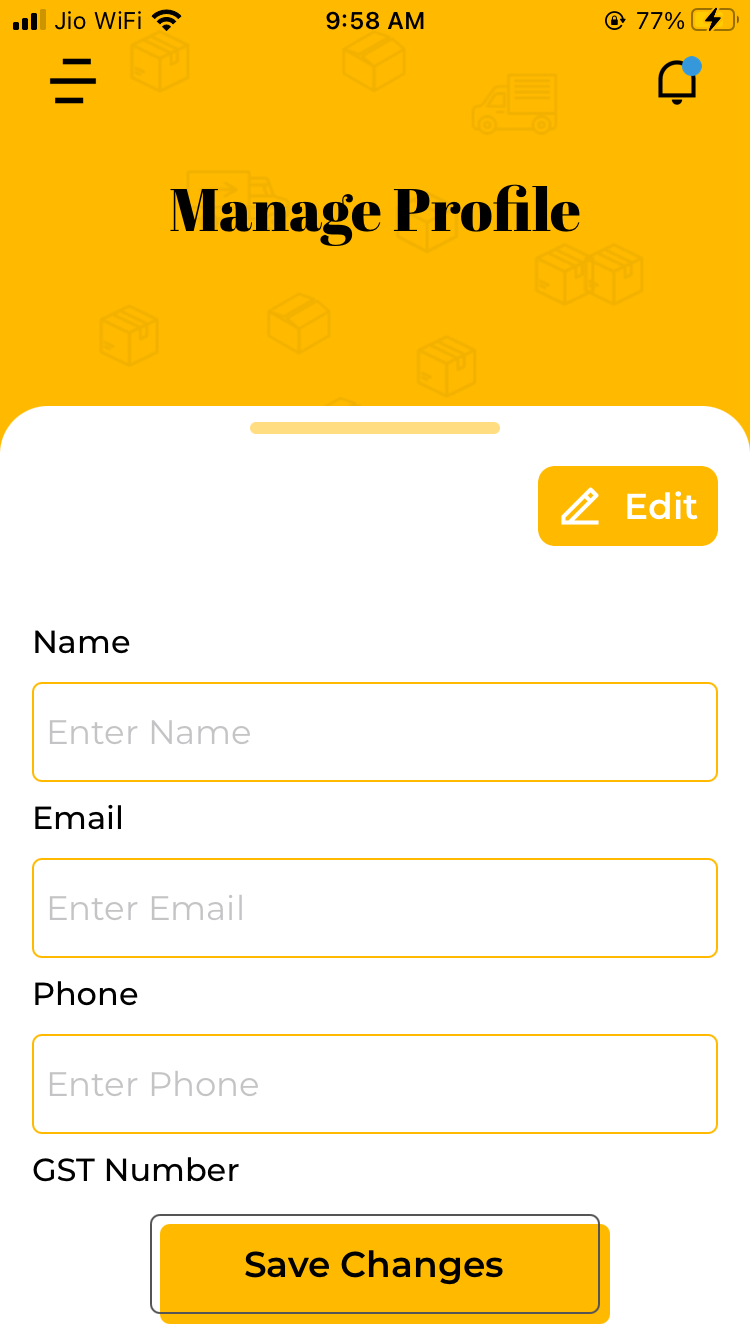 Jio WiFi 9:58 AM 77%
Manage Profile
Edit
Name
Enter Name
Email
Enter Email
Phone
Enter Phone
GST Number
Save Changes